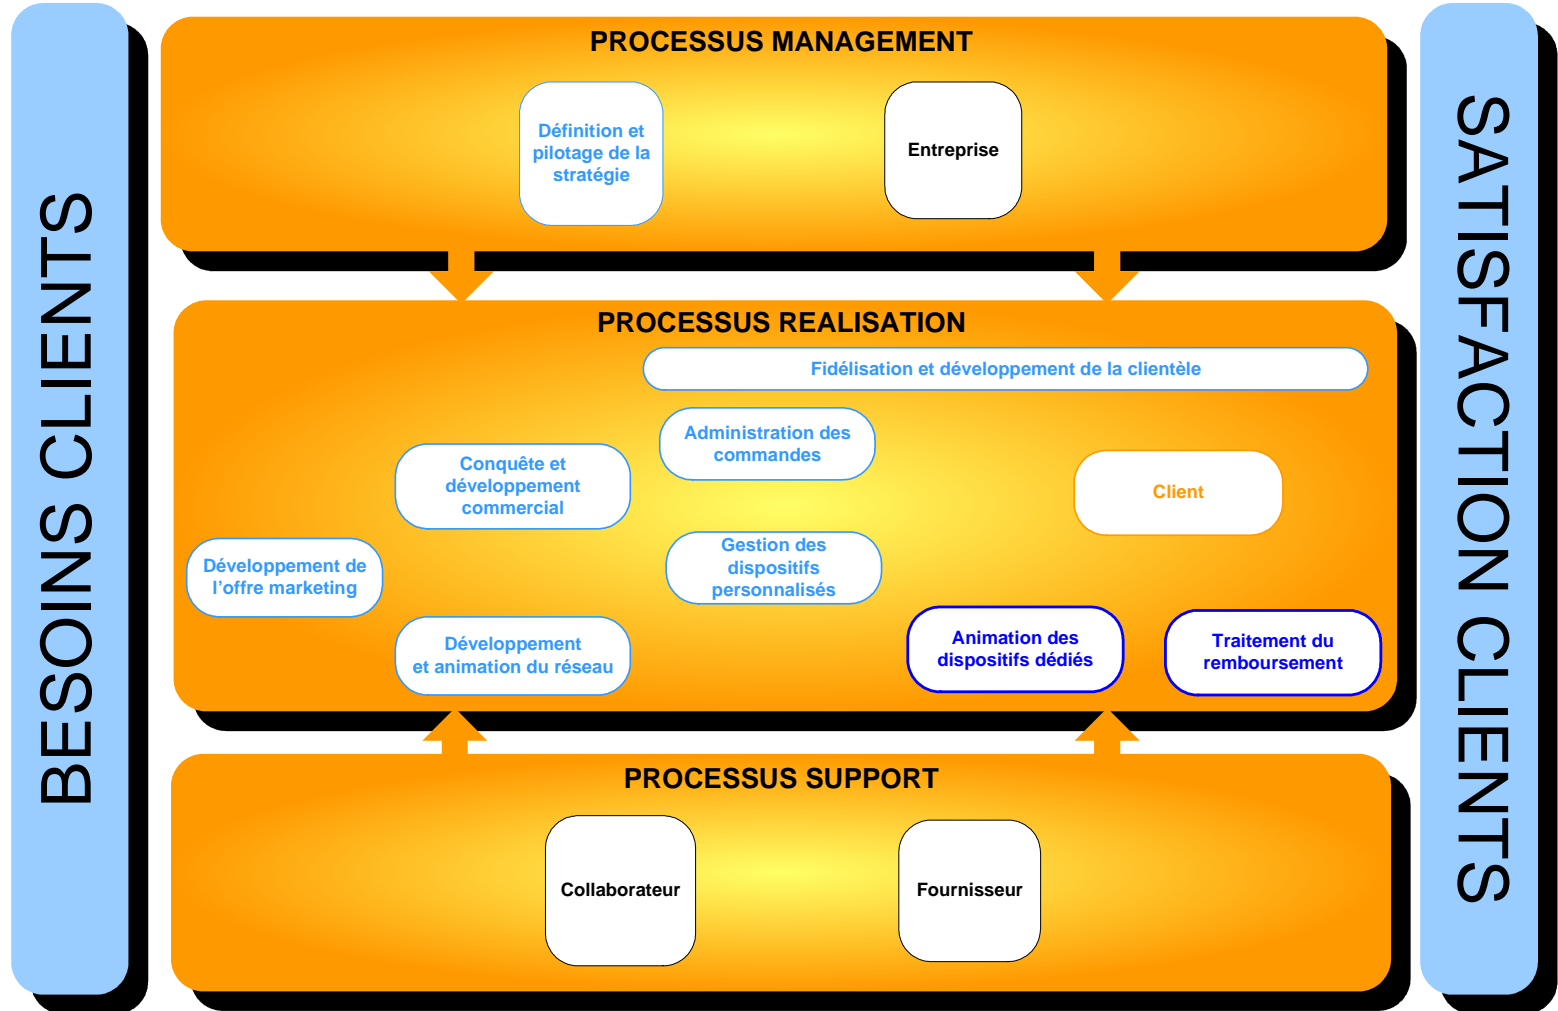 BESOINS CLIENTS
PROCESSUS MANAGEMENT
Définition et
pilotage de la
stratégie
Entreprise
PROCESSUS REALISATION
Fidélisation et développement de la clientèle
Administration des
commandes
Conquête et
développement
commercial
Client
Gestion des
dispositifs
personnalisés
Développement de
l'offre marketing
Développement
et animation du réseau
Animation des
dispositifs dédiés
Traitement du
remboursement
PROCESSUS SUPPORT
Collaborateur
Fournisseur
SATISFACTION CLIENTS